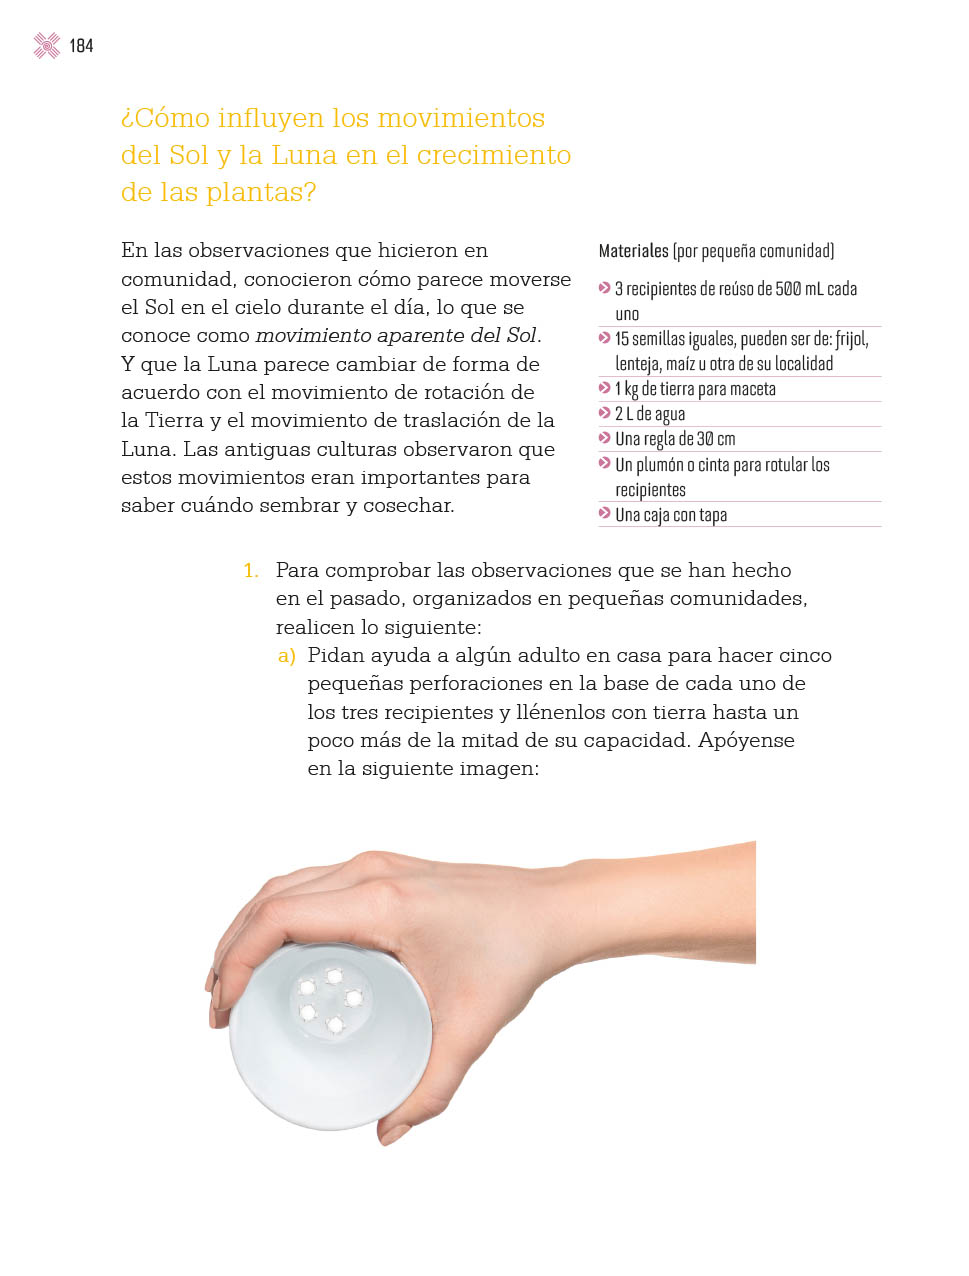 184
¿Cómo influyen los movimientos
del Sol y la Luna en el crecimiento
de las plantas?
En las observaciones que hicieron en
comunidad, conocieron cómo parece moverse
el Sol en el cielo durante el día, lo que se
conoce como movimiento aparente del Sol.
Y que la Luna parece cambiar de forma de
acuerdo con el movimiento de rotación de
la Tierra y el movimiento de traslación de la
Luna. Las antiguas culturas observaron que
estos movimientos eran importantes para
saber cuándo sembrar y cosechar.
Materiales (por pequeña comunidad)
3 recipientes de reúso de 500 mL cada
uno
15 semillas iguales, pueden ser de: frijol,
lenteja, maíz u otra de su localidad
1 kg de tierra para maceta
2 L de agua
Una regla de 30 cm
Un plumón o cinta para rotular los
recipientes
Una caja con tapa
1. Para comprobar las observaciones que se han hecho
en el pasado, organizados en pequeñas comunidades,
realicen lo siguiente:
a) Pidan ayuda a algún adulto en casa para hacer cinco
pequeñas perforaciones en la base de cada uno de
los tres recipientes y llénenlos con tierra hasta un
poco más de la mitad de su capacidad. Apóyense
en la siguiente imagen: